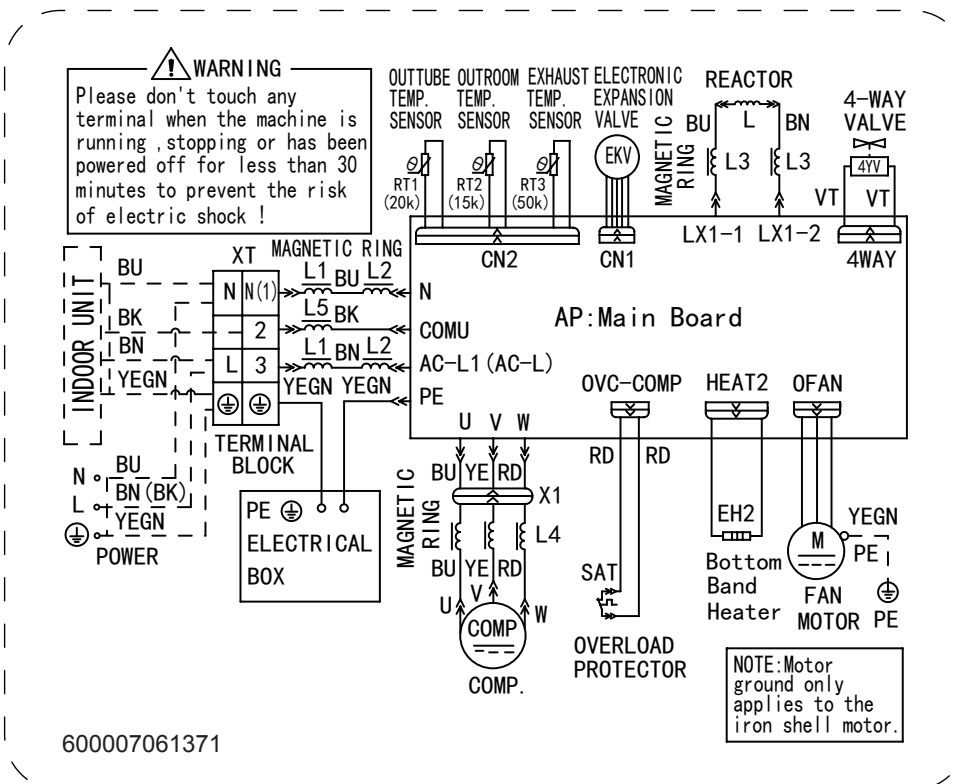 WARNING
Please don't touch any
terminal when the machine is
running ,stopping or has been
powered off for less than 30
minutes to prevent the risk
of electric shock !
OUTTUBE
TEMP.
SENSOR
OUTROOM
TEMP.
SENSOR
EXHAUST
TEMP.
SENSOR
ELECTRONIC
EXPANSION
VALVE
REACTOR
4-WAY
VALVE
MAGNETIC
RING
BU
L
BN
EKV
L3
L3
4YV
θ
RT1
(20k)
θ
RT2
(15k)
θ
RT3
(50k)
VT
VT
CN2
CN1
LX1-1
LX1-2
4WAY
INDOOR UNIT
BU
BK
BN
YEGN
XT
N
N(1)
2
L
3
TERMINAL
BLOCK
MAGNETIC RING
L1
BU
L2
L5
BK
L1
BN
L2
YEGN
YEGN
N
COMU
AC-L1(AC-L)
PE
AP:Main Board
OVC-COMP
HEAT2
OFAN
U
V
W
N
BU
L
BN(BK)
YEGN
POWER
PE
ELECTRICAL
BOX
MAGNETIC
RING
BU
YE
RD
X1
L4
BU
YE
RD
U
V
W
COMP
COMP.
RD
RD
SAT
OVERLOAD
PROTECTOR
EH2
Bottom
Band
Heater
M
FAN
MOTOR
YEGN
PE
PE
NOTE:Motor
ground only
applies to the
iron shell motor.
600007061371